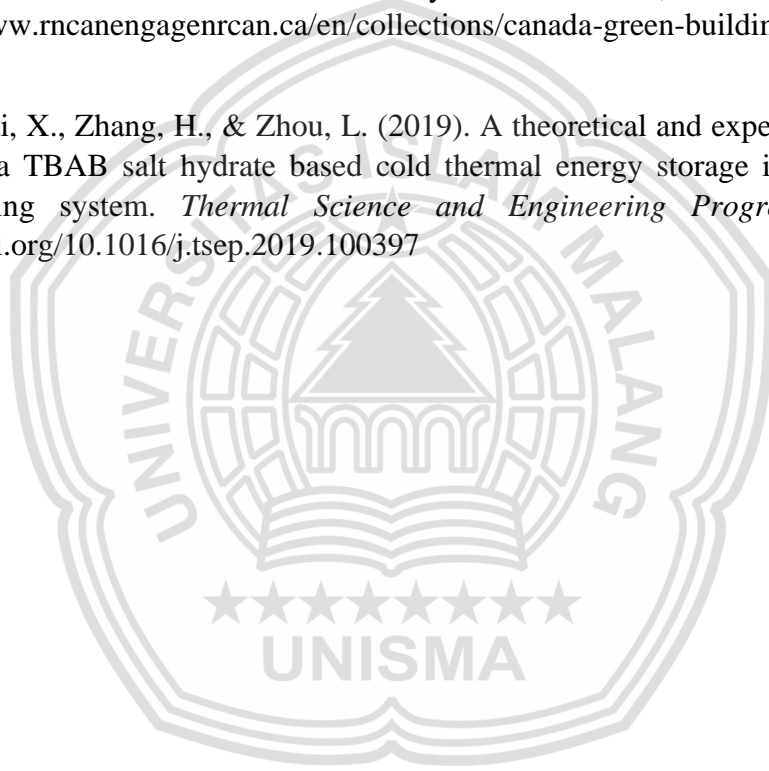 ww.rncanengagenrcan.ca/en/collections/canada-green-buildin
i, X., Zhang, H., & Zhou, L. (2019). A theoretical and expe
a TBAB salt hydrate based cold thermal energy storage i
ing system. Thermal Science and Engineering Progr
i.org/10.1016/j.tsep.2019.100397
UNIVERSITAS ISLAM MALANG
UNISMA